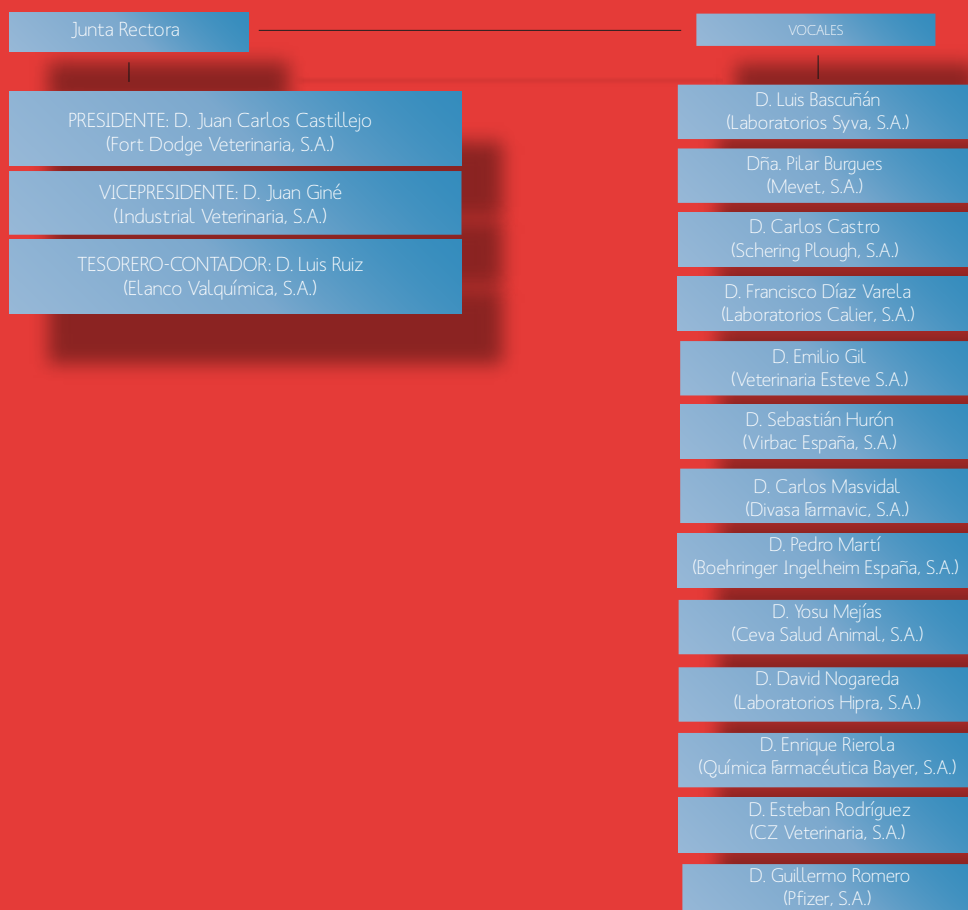 Junta Rectora
PRESIDENTE: D. Juan Carlos Castillejo
(Fort Dodge Veterinaria, S.A.)
VICEPRESIDENTE: D. Juan Giné
(Industrial Veterinaria, S.A.)
TESORERO-CONTADOR: D. Luis Ruiz
(Elanco Valquímica, S.A.)
VOCALES
D. Luis Bascuñán
(Laboratorios Syva, S.A.)
Dña. Pilar Burgues
(Mevet, S.A.)
D. Carlos Castro
(Schering Plough, S.A.)
D. Francisco Díaz Varela
(Laboratorios Calier, S.A.)
D. Emilio Gil
(Veterinaria Esteve S.A.)
D. Sebastián Hurón
(Virbac España, S.A.)
D. Carlos Masvidal
(Divasa Farmavic, S.A.)
D. Pedro Martí
(Boehringer Ingelheim España, S.A.)
D. Yosu Mejías
(Ceva Salud Animal, S.A.)
D. David Nogareda
(Laboratorios Hipra, S.A.)
D. Enrique Rierola
(Química Farmacéutica Bayer, S.A.)
D. Esteban Rodríguez
(CZ Veterinaria, S.A.)
D. Guillermo Romero
(Pfizer, S.A.)